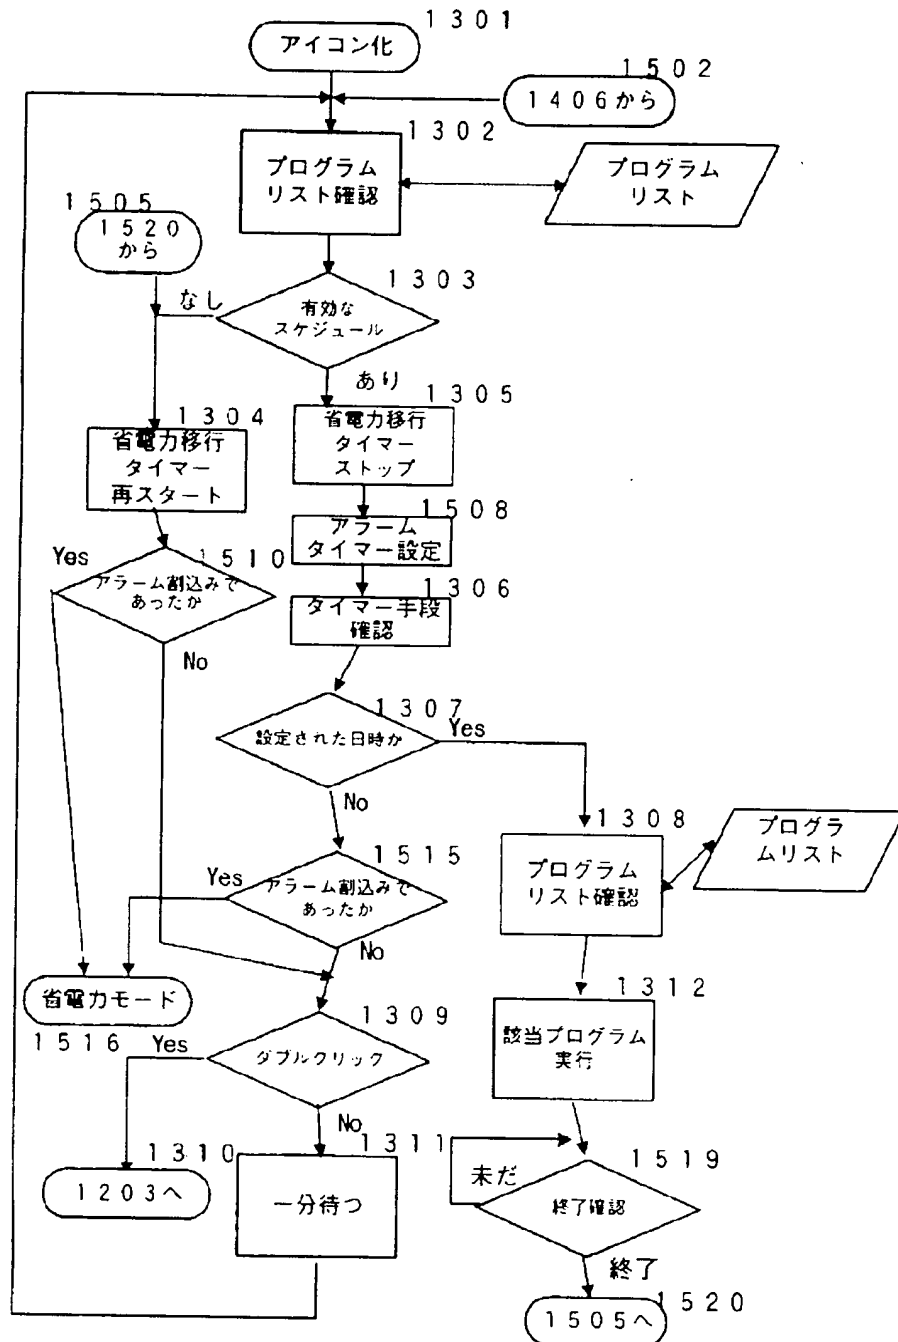 1301
アイコン化
1502
1406から
1302
プログラム
リスト確認
プログラム
リスト
1505
1520
から
1303
なし
有効な
スケジュール
あり
1305
省電力移行
タイマー
ストップ
1304
省電力移行
タイマー
再スタート
1508
アラーム
タイマー設定
Yes
1510
アラーム割込みで
あったか
1306
タイマー手段
確認
No
1307
設定された日時か
Yes
No
1308
プログラム
リスト確認
プログラ
ムリスト
1515
Yes
アラーム割込みで
あったか
No
省電力モード
1516
1312
該当プログラム
実行
1309
Yes
ダブルクリック
No
1310
1203へ
1311
一分待つ
1519
未だ
終了確認
終了
1520
1505へ